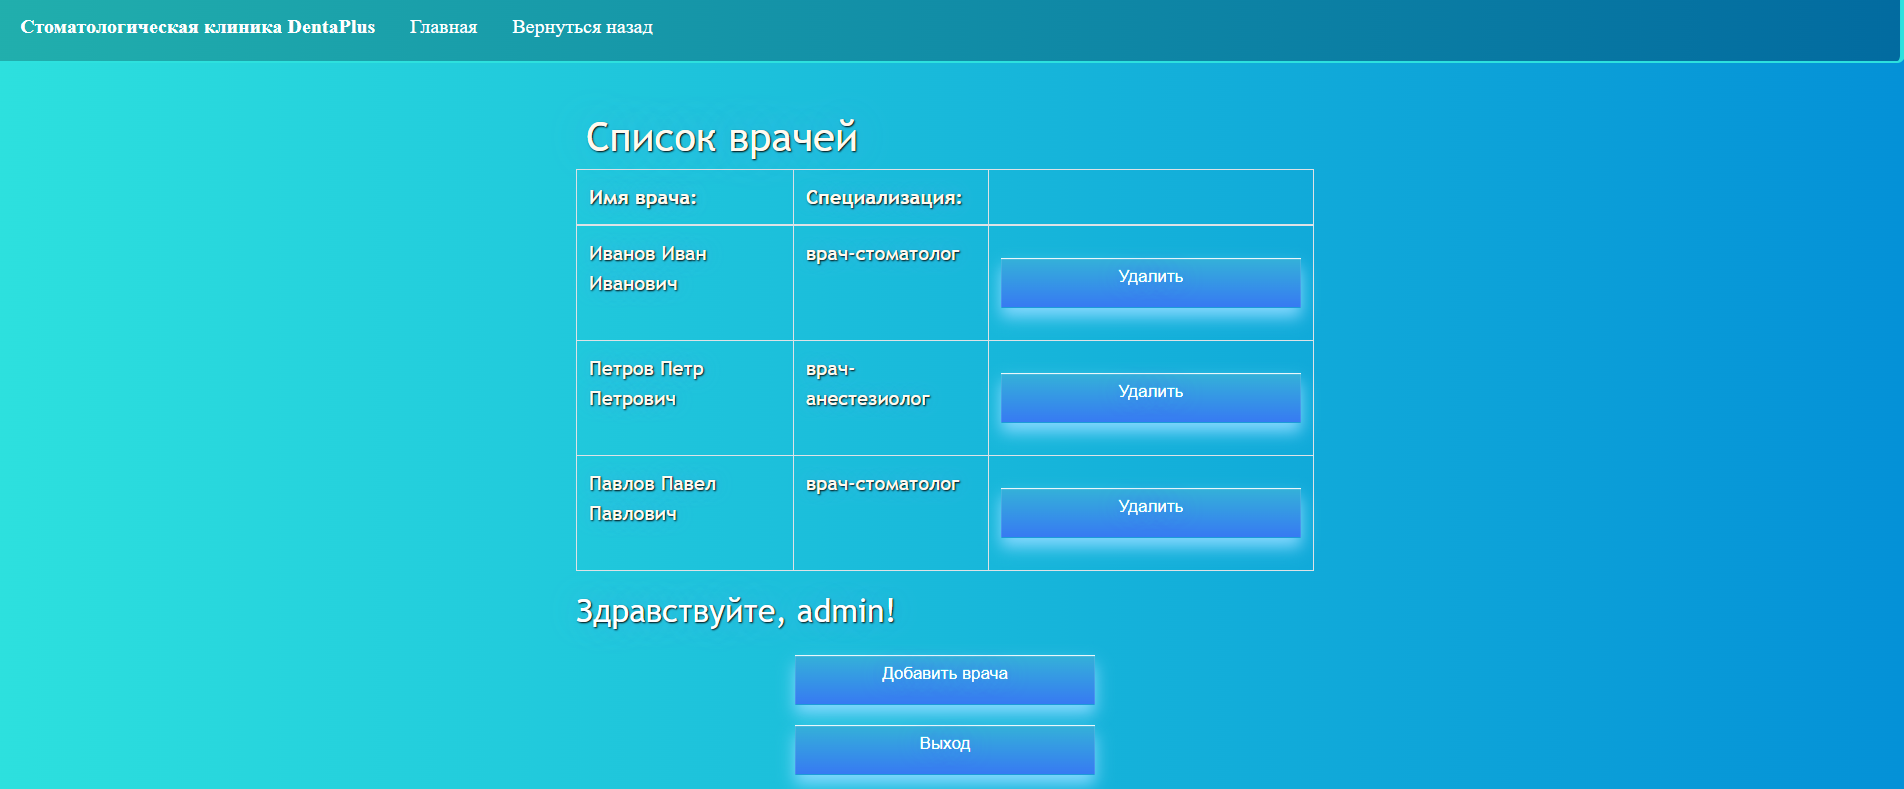 Стоматологическая клиника DentaPlus Главная Вернуться назад
Список врачей
Имя врача: Специализация:
Иванов Иван врач-стоматолог
Иванович
Удалить
Петров Петр врач-
Петрович анестезиолог
Удалить
Павлов Павел врач-стоматолог
Павлович
Удалить
Здравствуйте, admin!
Добавить врача
Выход